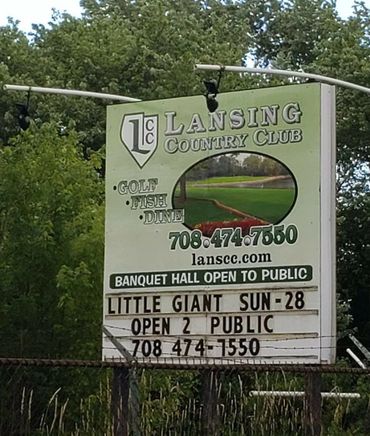 LCC
LANSING
COUNTRY CLUB
•GOLF
•FISH
•DINE
708.474.7550
lanscc.com
BANQUET HALL OPEN TO PUBLIC
LITTLE GIANT SUN-28
OPEN 2 PUBLIC
708 474-1550